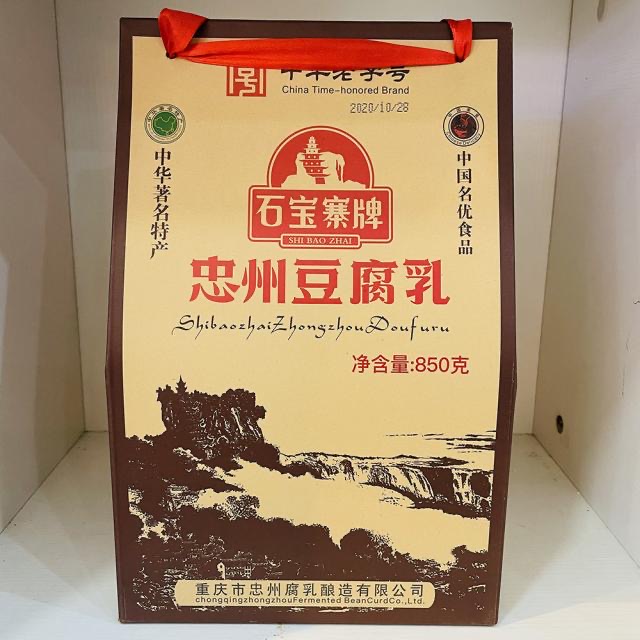 中华老字号
China Time-honored Brand
2020/10/28
中华著名特产
中国名优食品
石宝寨牌
SHI BAO ZHAI
忠州豆腐乳
ShibaozhaiZhongzhouDoufuru
净含量:850克
重庆市忠州腐乳酿造有限公司
chongqingzhongzhouFermented BeanCurdCo.,Ltd.